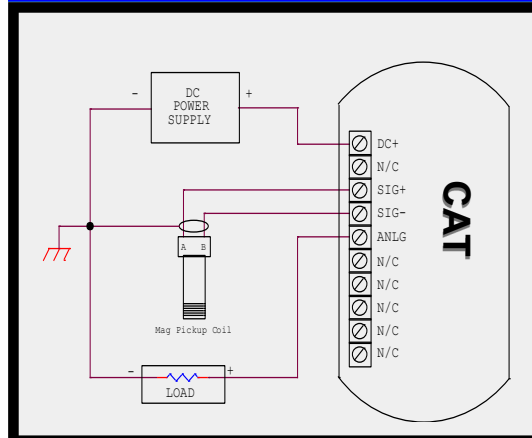 - DC +
POWER
SUPPLY
DC+
N/C
SIG+
SIG-
ANLG
N/C
N/C
N/C
N/C
N/C
CAT
A B
Mag Pickup Coil
- +
LOAD